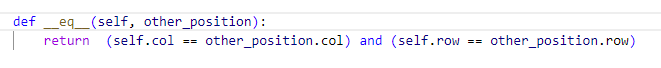 def __eq__(self, other_position):
    return  (self.col == other_position.col) and (self.row == other_position.row)